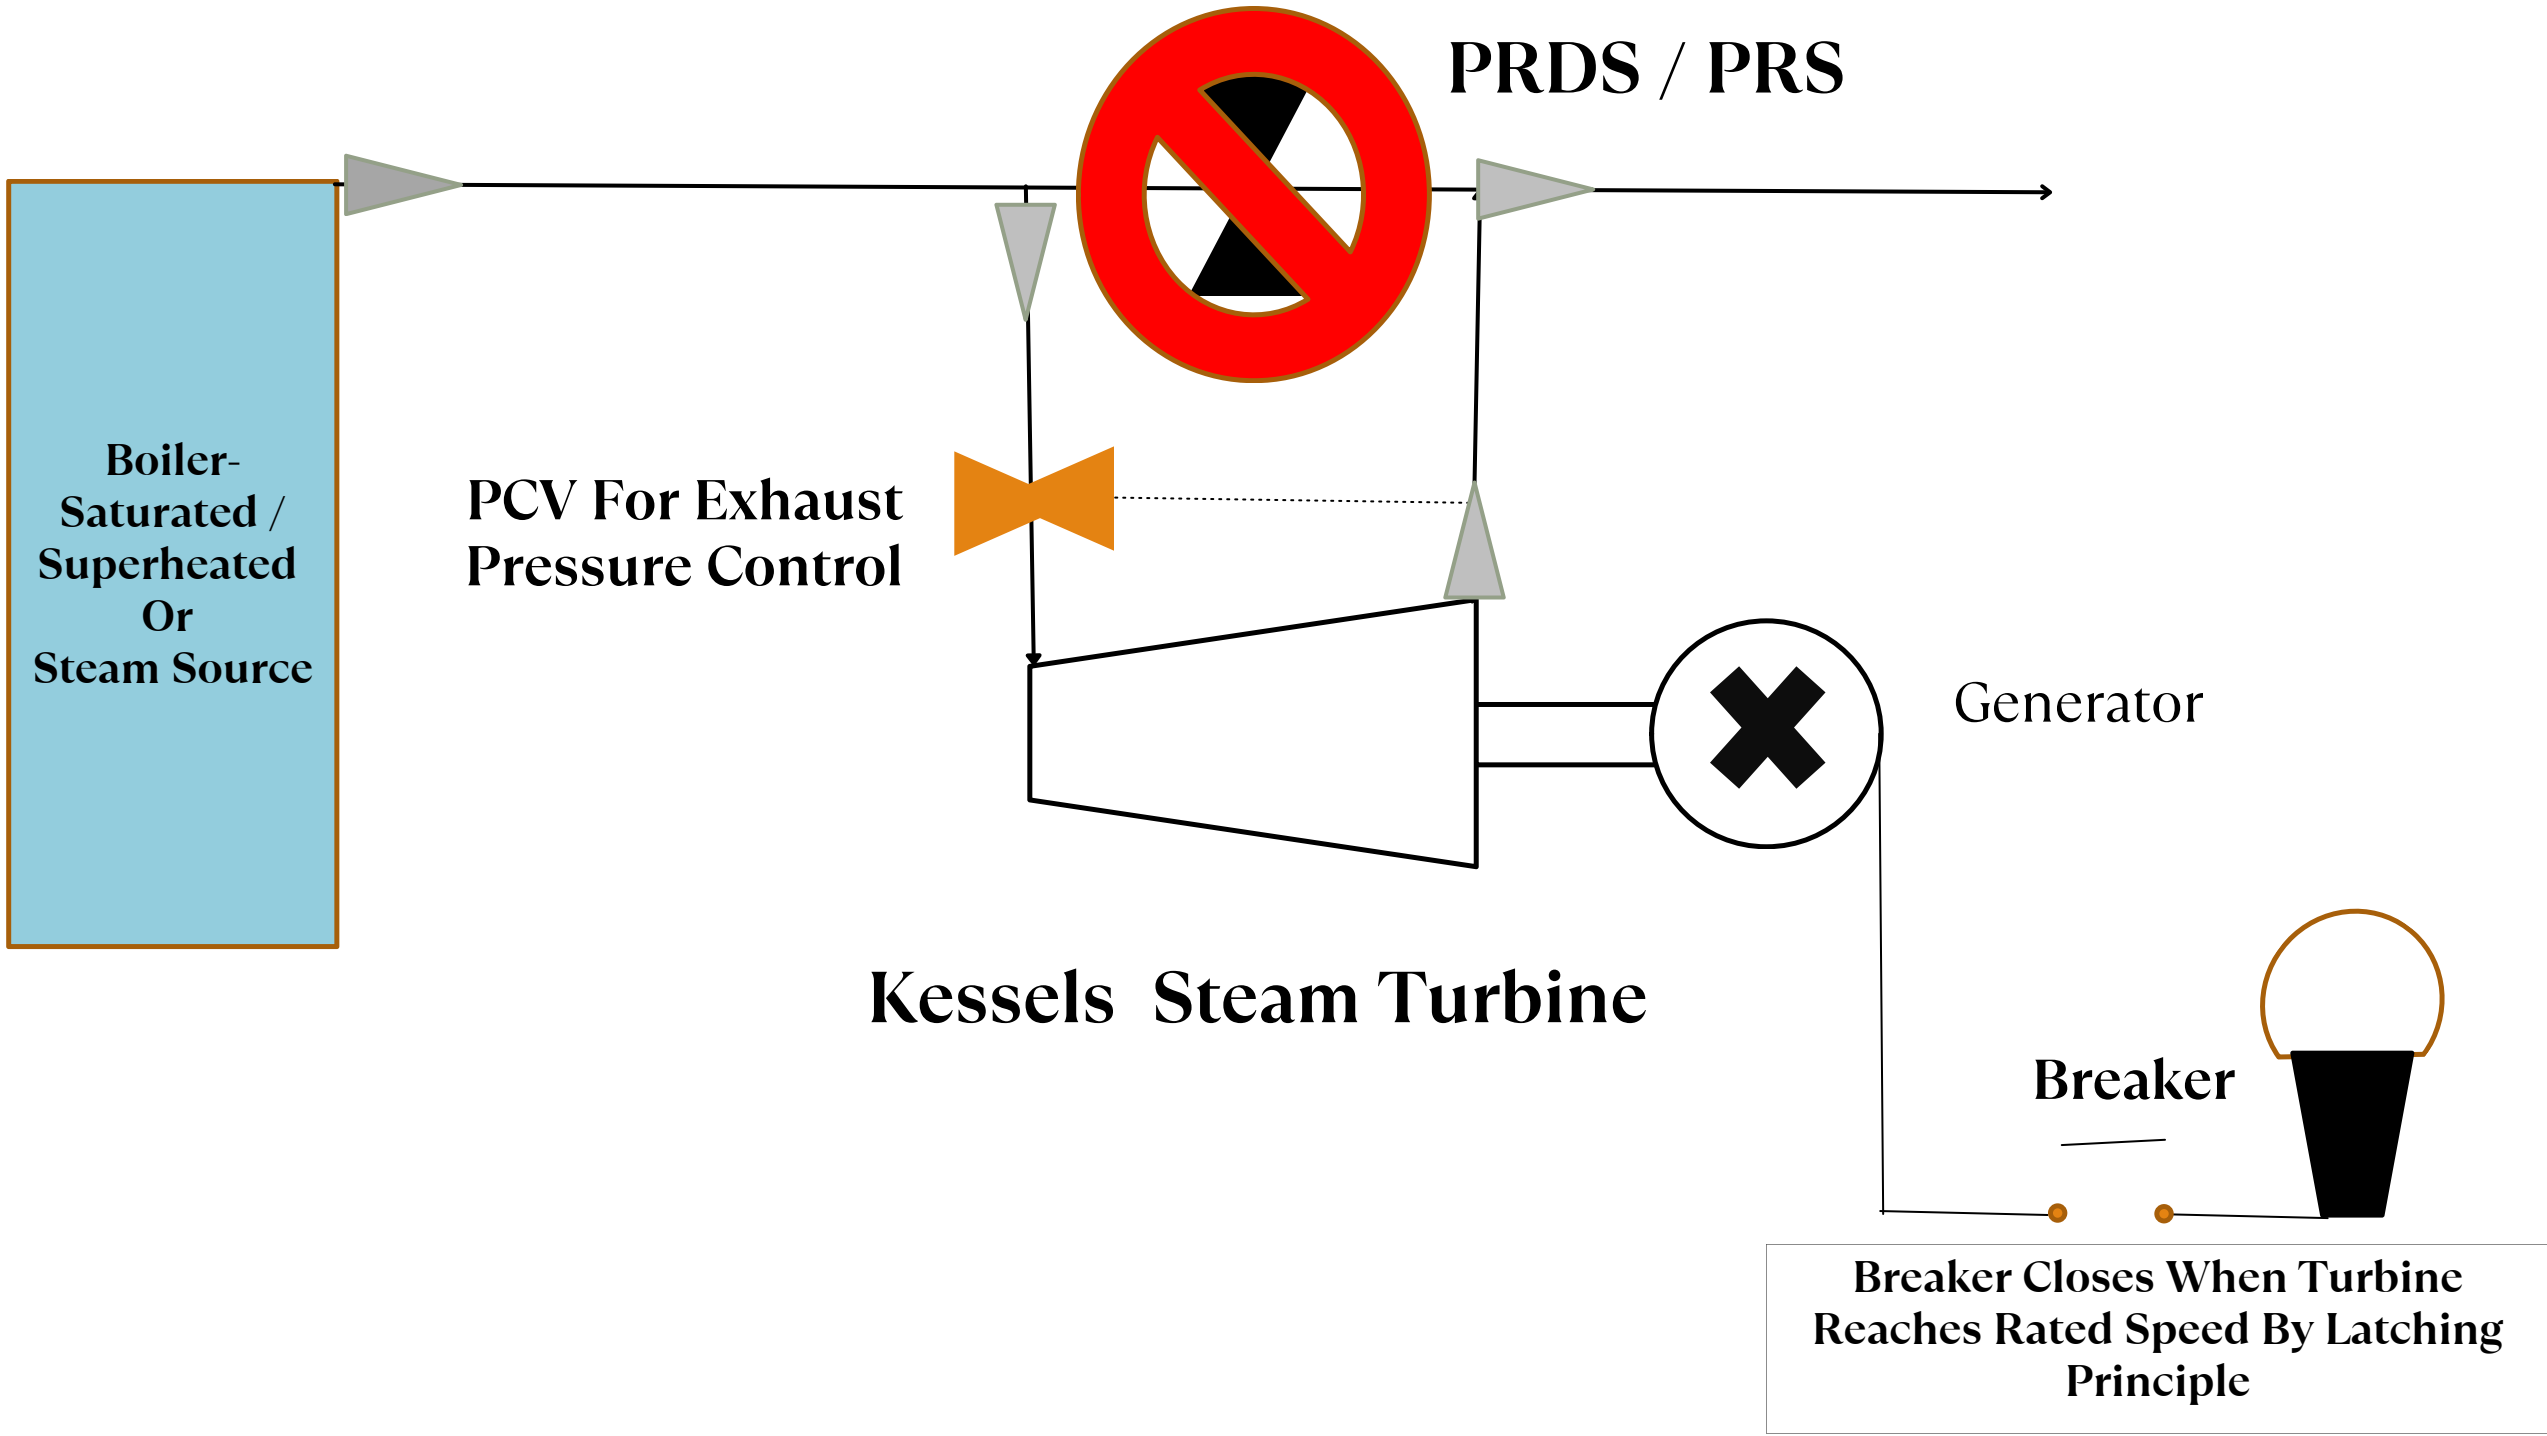 PRDS / PRS
Boiler-
Saturated /
Superheated
Or
Steam Source
PCV For Exhaust
Pressure Control
Generator
Kessels Steam Turbine
Breaker
Breaker Closes When Turbine
Reaches Rated Speed By Latching
Principle